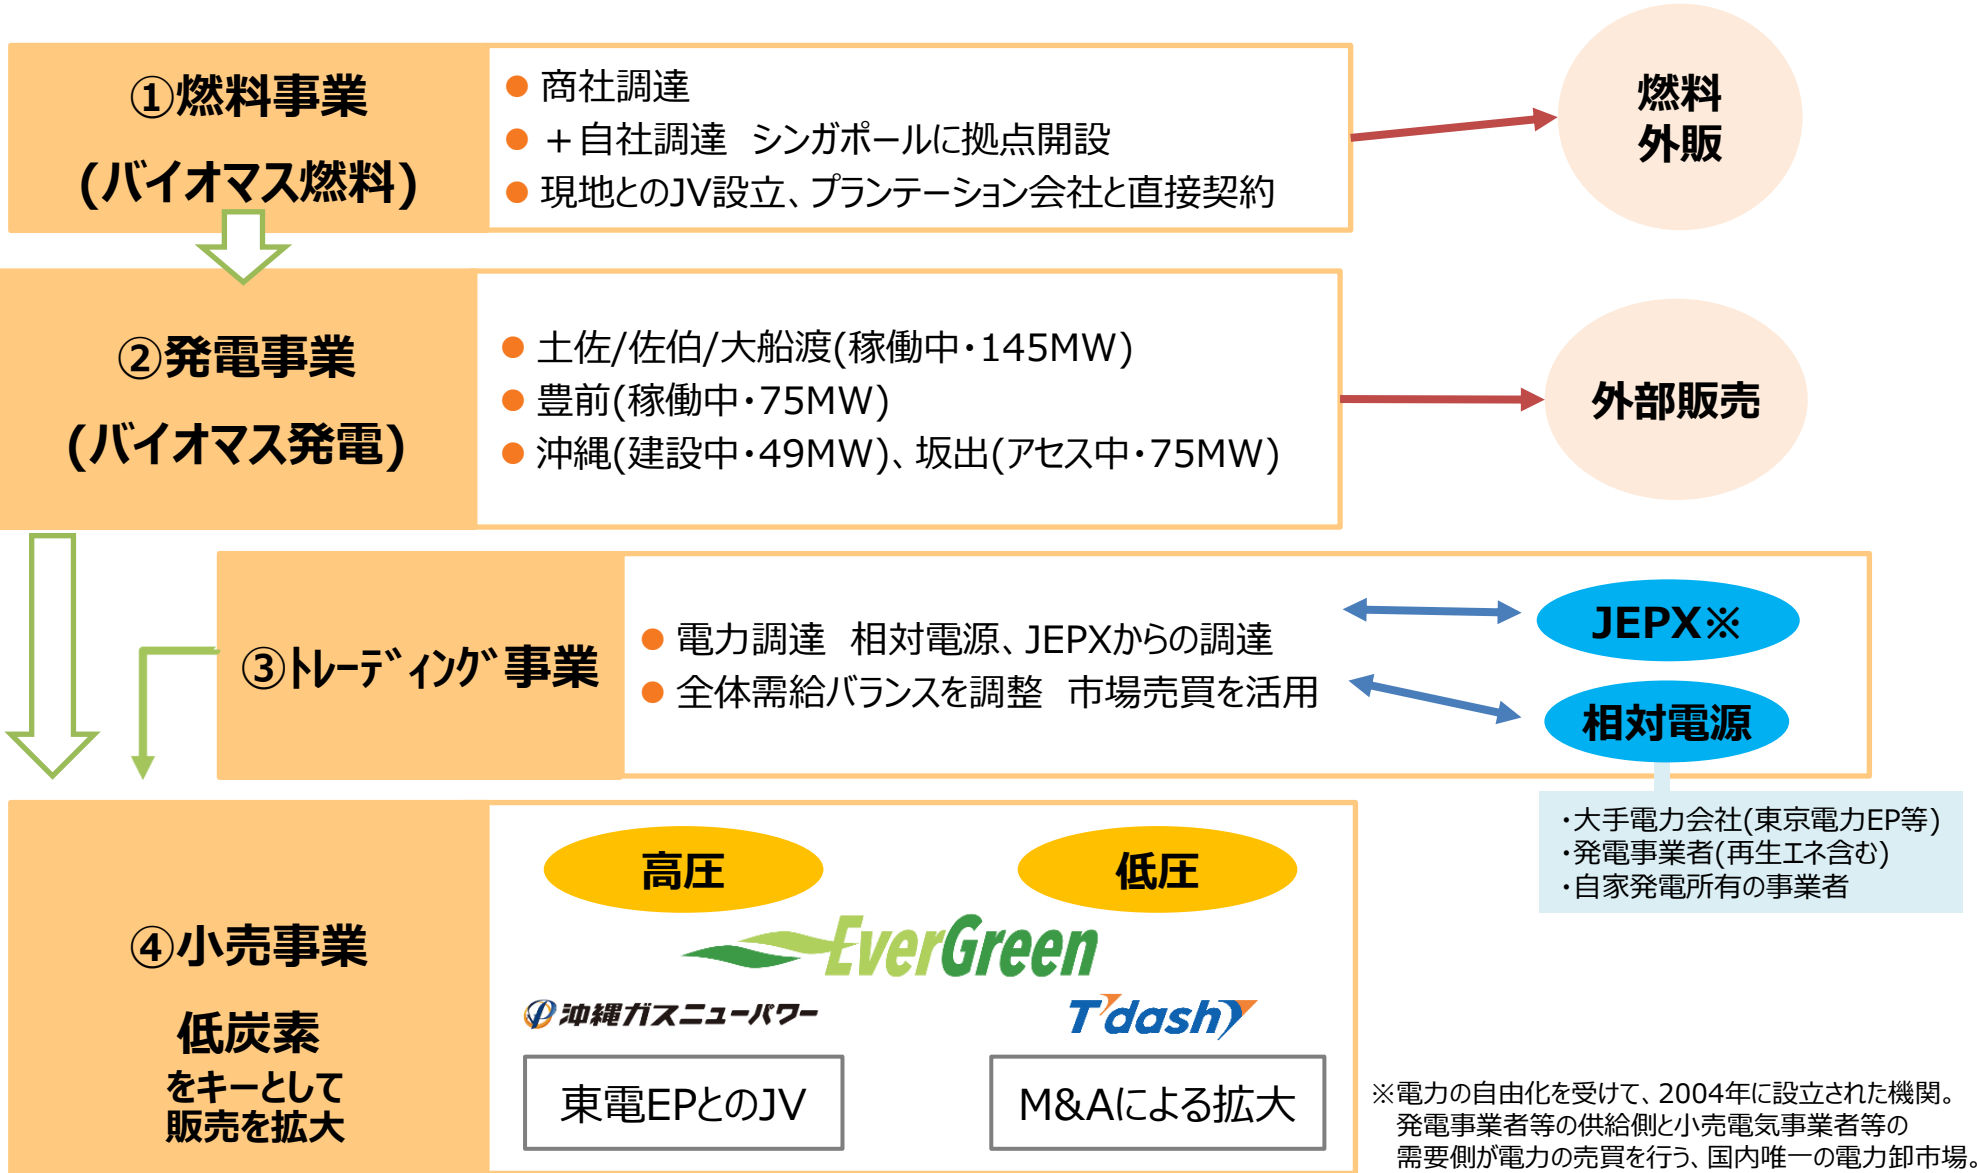 ①燃料事業
(バイオマス燃料)
● 商社調達
● ＋自社調達　シンガポールに拠点開設
● 現地とのJV設立、プランテーション会社と直接契約
燃料
外販
②発電事業
(バイオマス発電)
● 土佐/佐伯/大船渡(稼働中・145MW)
● 豊前(稼働中・75MW)
● 沖縄(建設中・49MW)、坂出(アセス中・75MW)
外部販売
③ﾄﾚｰﾃﾞｨﾝｸﾞ事業
● 電力調達　相対電源、JEPXからの調達
● 全体需給バランスを調整　市場売買を活用
JEPX※
相対電源
・大手電力会社(東京電力EP等)
・発電事業者(再生エネ含む)
・自家発電所有の事業者
④小売事業
低炭素
をキーとして
販売を拡大
高圧
低圧
EverGreen
沖縄ガスニューパワー
T'dash
東電EPとのJV
M&Aによる拡大
※電力の自由化を受けて、2004年に設立された機関。
発電事業者等の供給側と小売電気事業者等の
需要側が電力の売買を行う、国内唯一の電力卸市場。